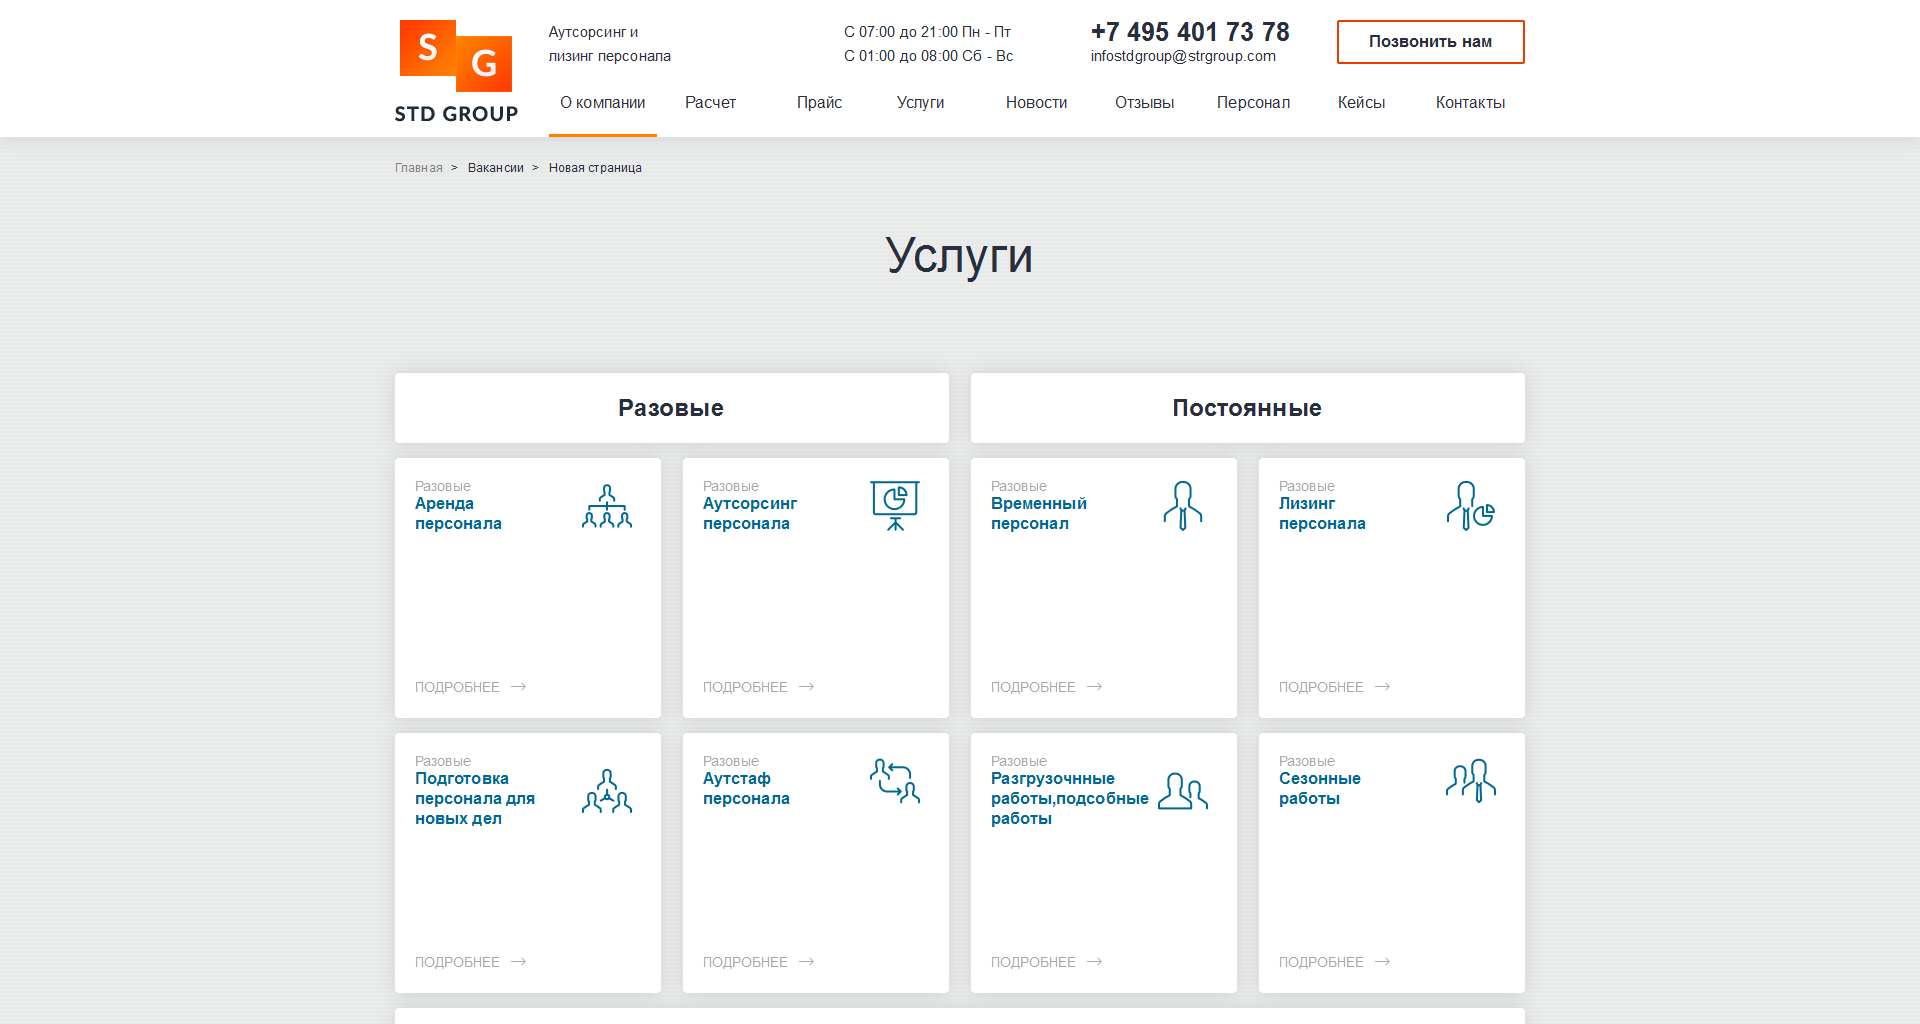 S G
STD GROUP
Аутсорсинг и
лизинг персонала
С 07:00 до 21:00 Пн - Пт
С 01:00 до 08:00 Сб - Вс
+7 495 401 73 78
infostdgroup@strgroup.com
Позвонить нам
О компании Расчет Прайс Услуги Новости Отзывы Персонал Кейсы Контакты
Главная > Вакансии > Новая страница
Услуги
Разовые
Постоянные
Разовые
Аренда
персонала
ПОДРОБНЕЕ
Разовые
Аутсорсинг
персонала
ПОДРОБНЕЕ
Разовые
Временный
персонал
ПОДРОБНЕЕ
Разовые
Лизинг
персонала
ПОДРОБНЕЕ
Разовые
Подготовка
персонала для
новых дел
ПОДРОБНЕЕ
Разовые
Аутстаф
персонала
ПОДРОБНЕЕ
Разовые
Разгрузочнные
работы,подсобные
работы
ПОДРОБНЕЕ
Разовые
Сезонные
работы
ПОДРОБНЕЕ